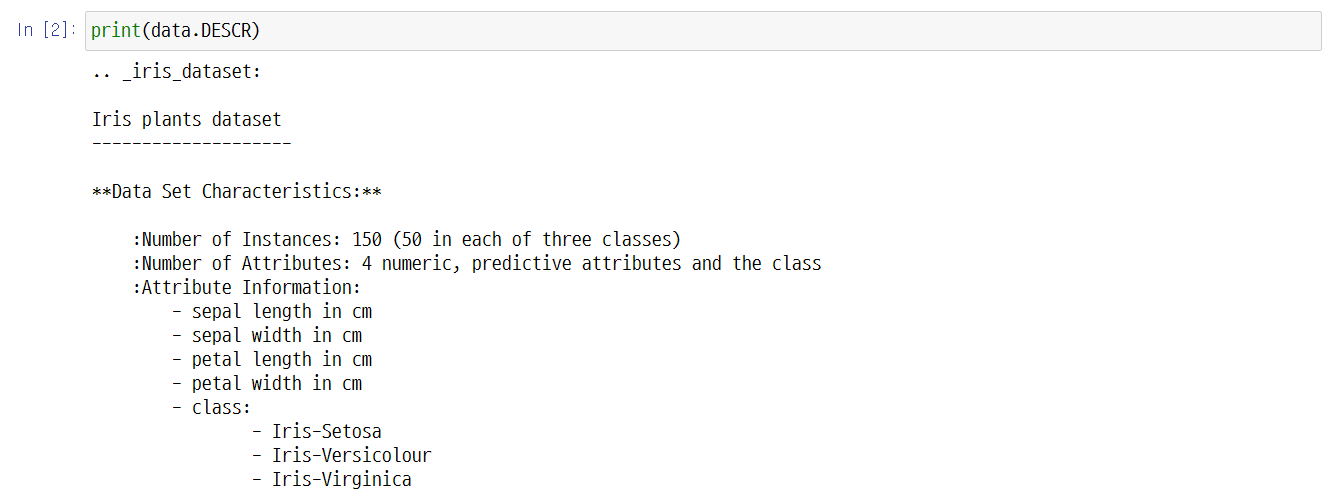 In [2]: print(data.DESCR)
.. _iris_dataset:
Iris plants dataset
--------------------
**Data Set Characteristics:**
:Number of Instances: 150 (50 in each of three classes)
:Number of Attributes: 4 numeric, predictive attributes and the class
:Attribute Information:
- sepal length in cm
- sepal width in cm
- petal length in cm
- petal width in cm
- class:
- Iris-Setosa
- Iris-Versicolour
- Iris-Virginica